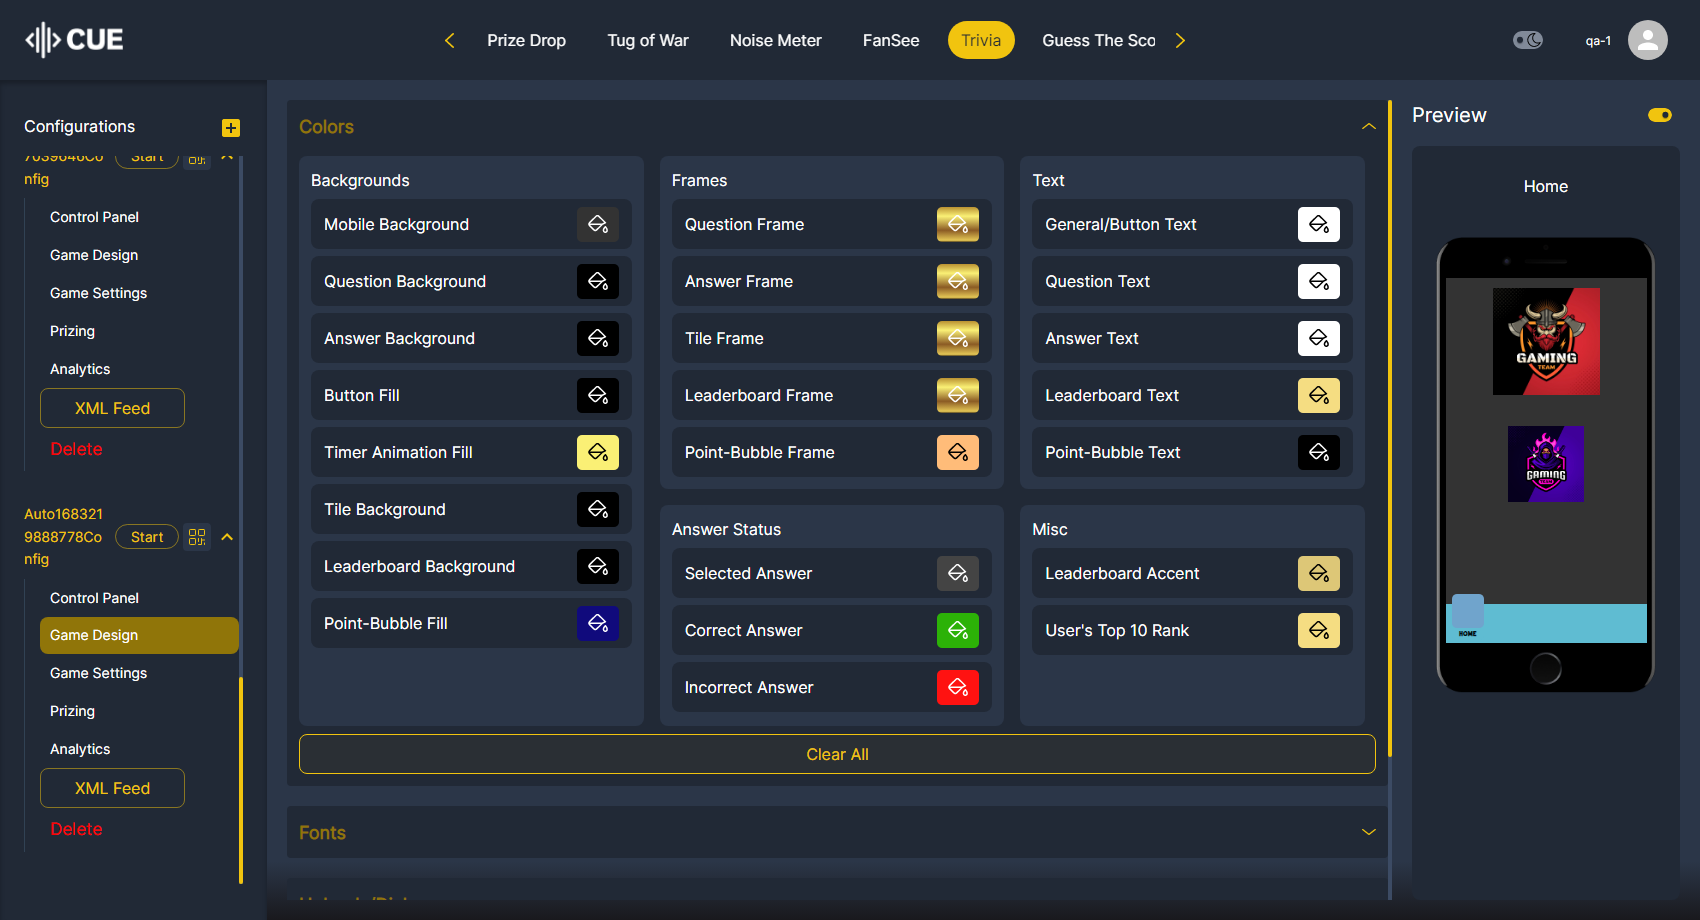 CUE
Prize Drop
Tug of War
Noise Meter
FanSee
Trivia
Guess The Sco
qa-1
Configurations
7039646Co
nfig
Start
Control Panel
Game Design
Game Settings
Prizing
Analytics
XML Feed
Delete
Auto168321
9888778Co
nfig
Start
Control Panel
Game Design
Game Settings
Prizing
Analytics
XML Feed
Delete
Colors
Backgrounds
Mobile Background
Question Background
Answer Background
Button Fill
Timer Animation Fill
Tile Background
Leaderboard Background
Point-Bubble Fill
Frames
Question Frame
Answer Frame
Tile Frame
Leaderboard Frame
Point-Bubble Frame
Text
General/Button Text
Question Text
Answer Text
Leaderboard Text
Point-Bubble Text
Answer Status
Selected Answer
Correct Answer
Incorrect Answer
Misc
Leaderboard Accent
User's Top 10 Rank
Clear All
Fonts
Preview
Home
GAMING
TEAM
GAMING
TEAM
HOME